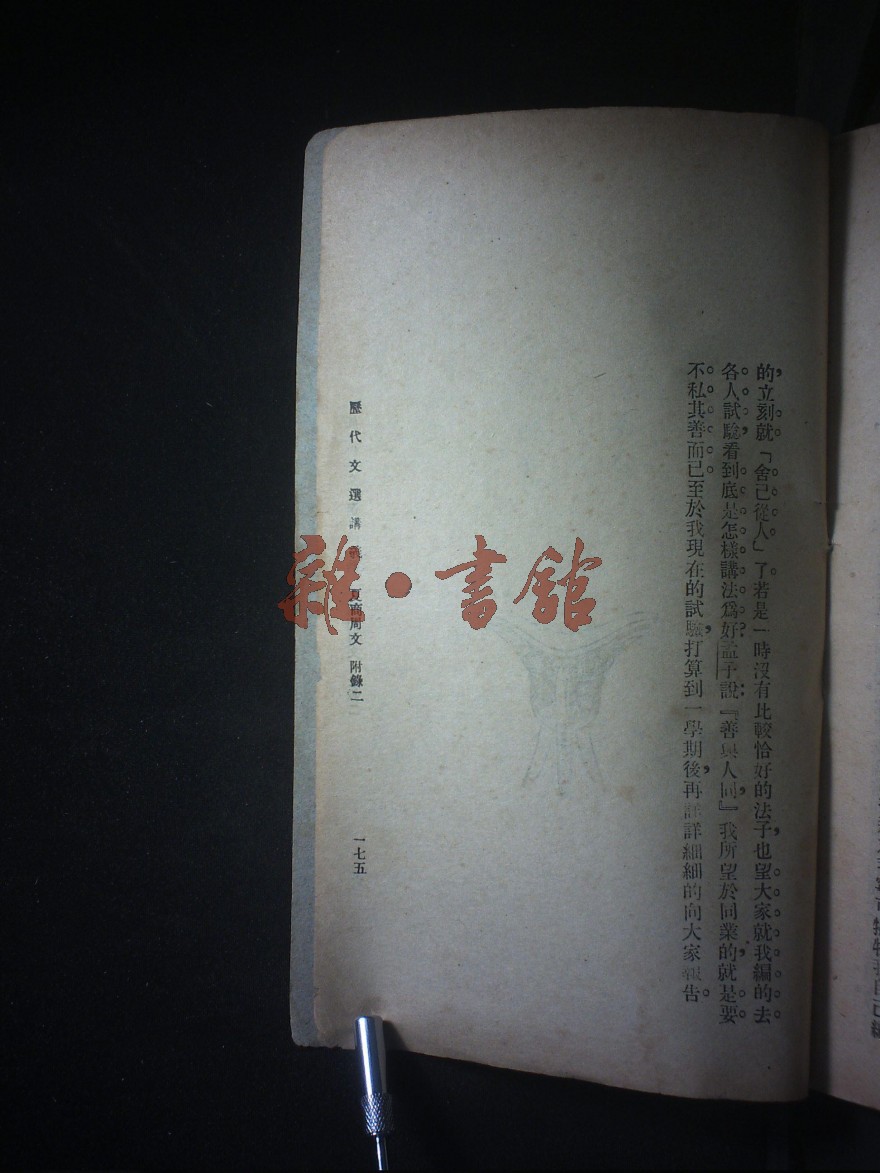 的，立刻就「舍己從人」了若是一時沒有比較恰好的法子，也望大家就我編的去
各人試驗，看到底是怎樣講法爲好？孟子說：『善與人同』，我所望於同業的，就是要
不私其善而已。至於我現在的試驗，打算到一學期後，再詳詳細細的向大家報告。
歷代文選講義 夏商周文 附錄二
一七五
雜·書館